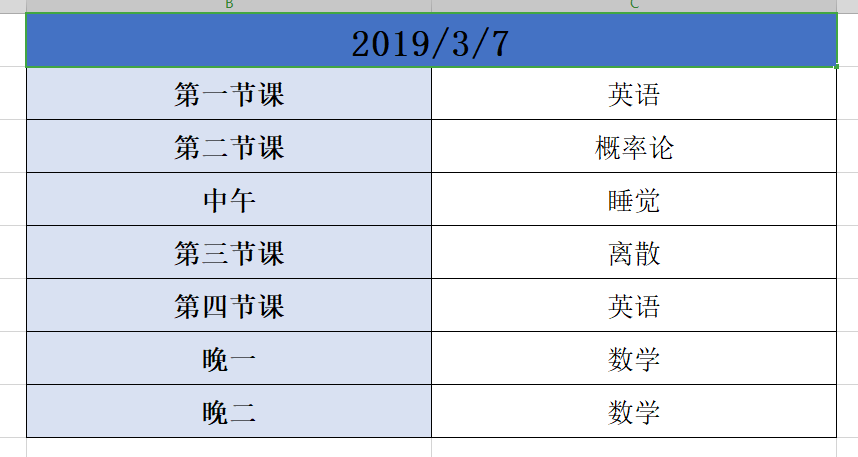 B C
2019/3/7
第一节课 英语
第二节课 概率论
中午 睡觉
第三节课 离散
第四节课 英语
晚一 数学
晚二 数学